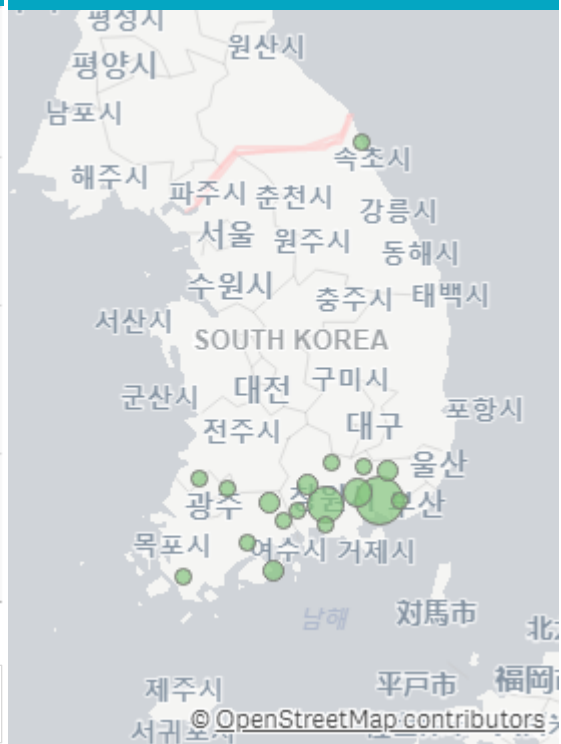 평성시
원산시
평양시
남포시
속초시
해주시
파주시 춘천시
강릉시
서울 원주시
동해시
수원시
충주시 태백시
서산시
SOUTH KOREA
구미시
대전
군산시
포항시
전주시 대구
울산
광주
목포시 여수시 거제시
남해
対馬市
平戸市
제주시
© OpenStreetMap contributors